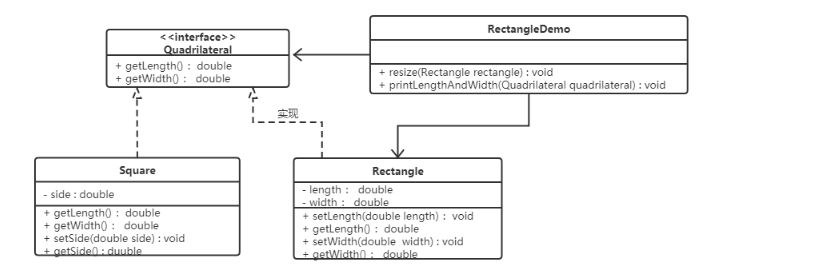 <<interface>>
Quadrilateral
+ getLength() :  double
+ getWidth() :  double
RectangleDemo
+ resize(Rectangle rectangle) : void
+ printLengthAndWidth(Quadrilateral quadrilateral) : void
实现
Square
- side : double
+ getLength() :  double
+ getWidth() :  double
+ setSide(double side) : void
+ getSide() : duuble
Rectangle
- length :  double
- width :  double
+ setLength(double length) :  void
+ getLength() :  double
+ setWidth(double  width) : void
+ getWidth() :  double